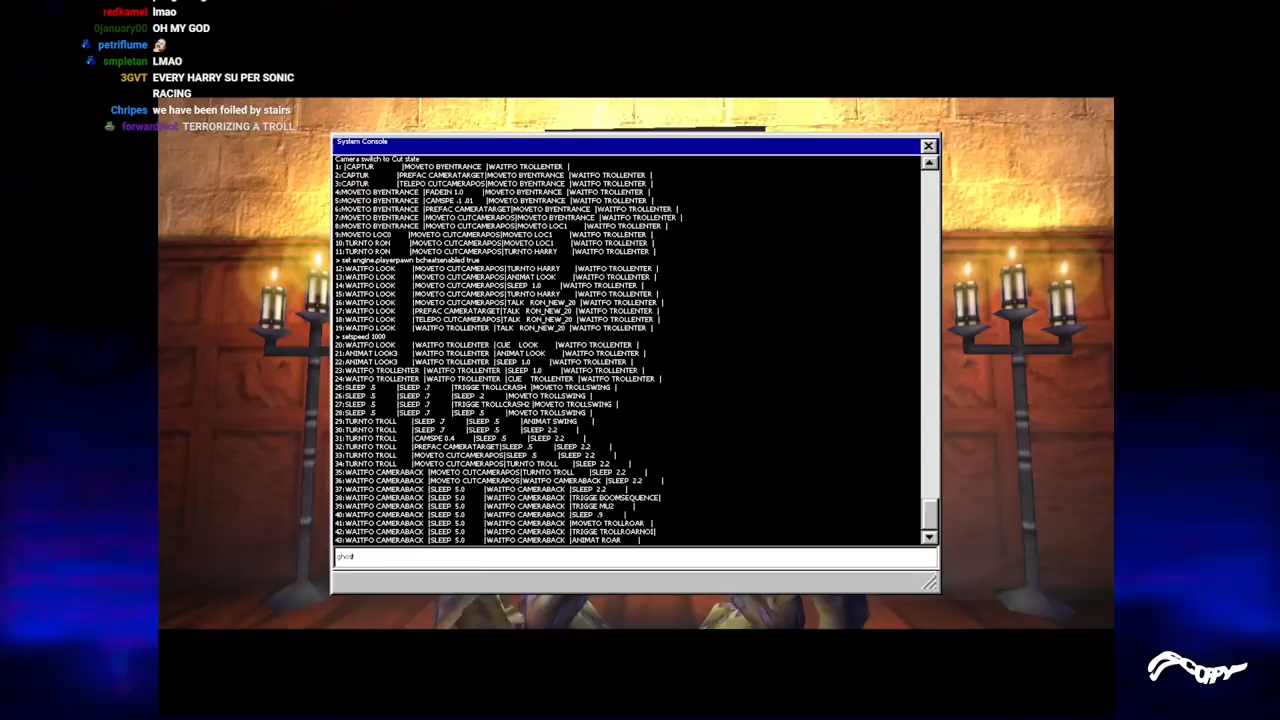 redkamel lmao
0january00 OH MY GOD
petriflume
smpletan LMAO
3GVT EVERY HARRY SU PER SONIC
RACING
Chripes we have been foiled by stairs
TERRORIZING A TROLL
System Console
Camera switch to Cut state
1: |CAPTUR |MOVETO BYENTRANCE |WAITFO TROLLENTER |
2:CAPTUR |PREFAC CAMERATARGET|MOVETO BYENTRANCE |WAITFO TROLLENTER |
3:CAPTUR |TELEPO CUTCAMERAPOS|MOVETO BYENTRANCE |WAITFO TROLLENTER |
4:MOVETO BYENTRANCE |FADEIN 1.0 |MOVETO BYENTRANCE |WAITFO TROLLENTER |
5:MOVETO BYENTRANCE |CAMSPE .1 .01 |MOVETO BYENTRANCE |WAITFO TROLLENTER |
6:MOVETO BYENTRANCE |PREFAC CAMERATARGET|MOVETO BYENTRANCE |WAITFO TROLLENTER |
7:MOVETO BYENTRANCE |MOVETO CUTCAMERAPOS|MOVETO BYENTRANCE |WAITFO TROLLENTER |
8:MOVETO BYENTRANCE |MOVETO CUTCAMERAPOS|MOVETO LOC1 |WAITFO TROLLENTER |
9:MOVETO LOC0 |MOVETO CUTCAMERAPOS|MOVETO LOC1 |WAITFO TROLLENTER |
10:TURNTO RON |MOVETO CUTCAMERAPOS|MOVETO LOC1 |WAITFO TROLLENTER |
11:TURNTO RON |MOVETO CUTCAMERAPOS|TURNTO HARRY |WAITFO TROLLENTER |
> set engine.playerpawn bcheatsenabled true
12:WAITFO LOOK |MOVETO CUTCAMERAPOS|TURNTO HARRY |WAITFO TROLLENTER |
13:WAITFO LOOK |MOVETO CUTCAMERAPOS|ANIMAT LOOK |WAITFO TROLLENTER |
14:WAITFO LOOK |MOVETO CUTCAMERAPOS|SLEEP 1.0 |WAITFO TROLLENTER |
15:WAITFO LOOK |MOVETO CUTCAMERAPOS|TURNTO HARRY |WAITFO TROLLENTER |
16:WAITFO LOOK |MOVETO CUTCAMERAPOS|TALK RON_NEW_20 |WAITFO TROLLENTER |
17:WAITFO LOOK |PREFAC CAMERATARGET|TALK RON_NEW_20 |WAITFO TROLLENTER |
18:WAITFO LOOK |TELEPO CUTCAMERAPOS|TALK RON_NEW_20 |WAITFO TROLLENTER |
19:WAITFO LOOK |WAITFO TROLLENTER |TALK RON_NEW_20 |WAITFO TROLLENTER |
> setspeed 1000
20:WAITFO LOOK |WAITFO TROLLENTER |CUE LOOK |WAITFO TROLLENTER |
21:ANIMAT LOOK3 |WAITFO TROLLENTER |ANIMAT LOOK |WAITFO TROLLENTER |
22:ANIMAT LOOK3 |WAITFO TROLLENTER |SLEEP 1.0 |WAITFO TROLLENTER |
23:WAITFO TROLLENTER |WAITFO TROLLENTER |SLEEP 1.0 |WAITFO TROLLENTER |
24:WAITFO TROLLENTER |WAITFO TROLLENTER |CUE TROLLENTER |WAITFO TROLLENTER |
25:SLEEP .5 |SLEEP .7 |TRIGGE TROLLCRASH |MOVETO TROLLSWING |
26:SLEEP .5 |SLEEP .7 |SLEEP .2 |MOVETO TROLLSWING |
27:SLEEP .5 |SLEEP .7 |TRIGGE TROLLCRASH2 |MOVETO TROLLSWING |
28:SLEEP .5 |SLEEP .7 |SLEEP .5 |MOVETO TROLLSWING |
29:TURNTO TROLL |SLEEP .7 |SLEEP .5 |ANIMAT SWING |
30:TURNTO TROLL |SLEEP .7 |SLEEP .5 |SLEEP 2.2 |
31:TURNTO TROLL |CAMSPE 0.4 |SLEEP .5 |SLEEP 2.2 |
32:TURNTO TROLL |PREFAC CAMERATARGET|SLEEP .5 |SLEEP 2.2 |
33:TURNTO TROLL |MOVETO CUTCAMERAPOS|SLEEP .5 |SLEEP 2.2 |
34:TURNTO TROLL |MOVETO CUTCAMERAPOS|TURNTO TROLL |SLEEP 2.2 |
35:WAITFO CAMERABACK |MOVETO CUTCAMERAPOS|TURNTO TROLL |SLEEP 2.2 |
36:WAITFO CAMERABACK |MOVETO CUTCAMERAPOS|WAITFO CAMERABACK |SLEEP 2.2 |
37:WAITFO CAMERABACK |SLEEP 5.0 |WAITFO CAMERABACK |SLEEP 2.2 |
38:WAITFO CAMERABACK |SLEEP 5.0 |WAITFO CAMERABACK |TRIGGE BOOMSEQUENCE|
39:WAITFO CAMERABACK |SLEEP 5.0 |WAITFO CAMERABACK |TRIGGE MU2 |
40:WAITFO CAMERABACK |SLEEP 5.0 |WAITFO CAMERABACK |SLEEP .9 |
41:WAITFO CAMERABACK |SLEEP 5.0 |WAITFO CAMERABACK |MOVETO TROLLROAR |
42:WAITFO CAMERABACK |SLEEP 5.0 |WAITFO CAMERABACK |TRIGGE TROLLROARNOI|
43:WAITFO CAMERABACK |SLEEP 5.0 |WAITFO CAMERABACK |ANIMAT ROAR |
ghost